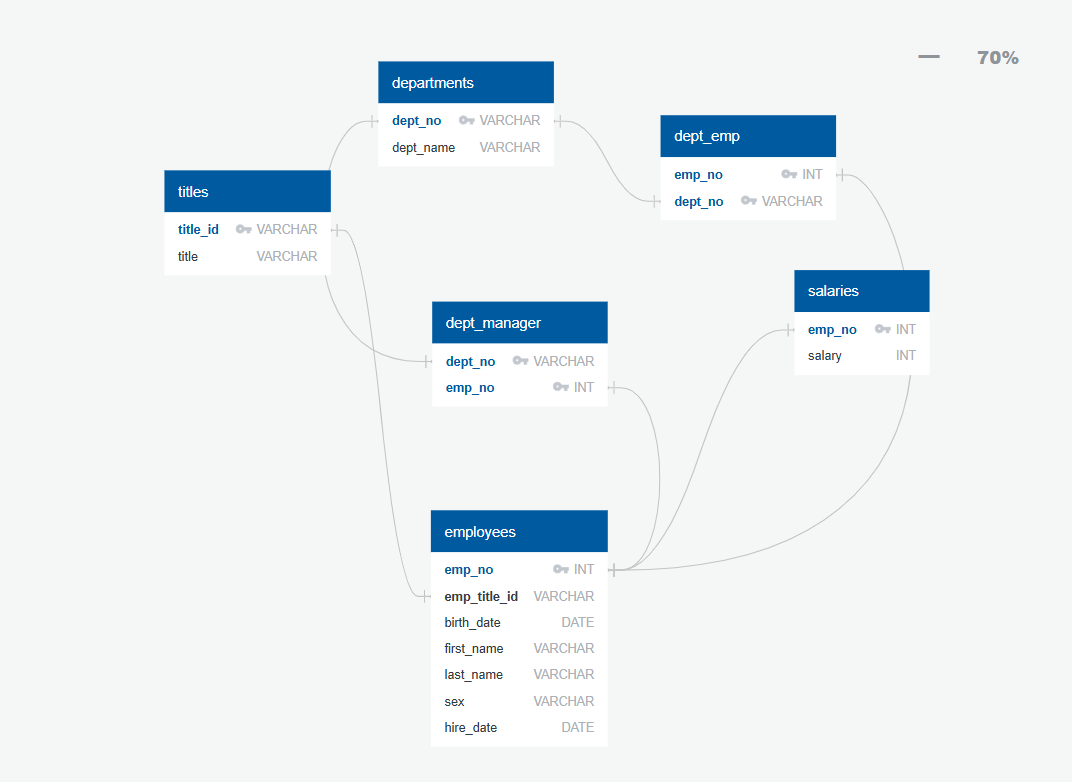 70%
departments
dept_no VARCHAR
dept_name VARCHAR
dept_emp
emp_no INT
dept_no VARCHAR
titles
title_id VARCHAR
title VARCHAR
salaries
emp_no INT
salary INT
dept_manager
dept_no VARCHAR
emp_no INT
employees
emp_no INT
emp_title_id VARCHAR
birth_date DATE
first_name VARCHAR
last_name VARCHAR
sex VARCHAR
hire_date DATE